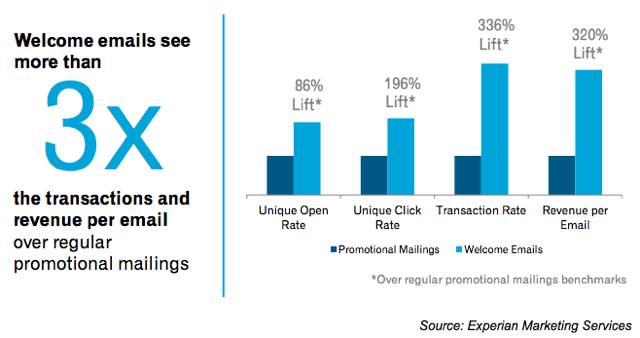 Welcome emails see
more than
3x
the transactions and
revenue per email
over regular
promotional mailings
86%
Lift*
196%
Lift*
336%
Lift*
320%
Lift*
Unique Open
Rate
Unique Click
Rate
Transaction Rate
Revenue per
Email
Promotional Mailings
Welcome Emails
*Over regular promotional mailings benchmarks
Source: Experian Marketing Services